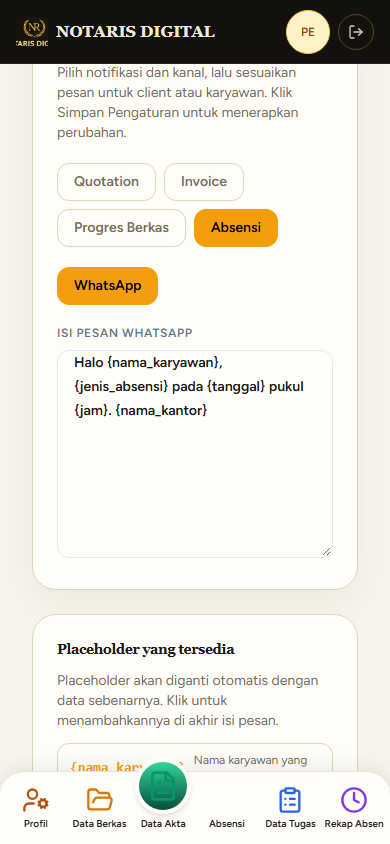 NR
TARIS DIG
NOTARIS DIGITAL
PE
Pilih notifikasi dan kanal, lalu sesuaikan
pesan untuk client atau karyawan. Klik
Simpan Pengaturan untuk menerapkan
perubahan.
Quotation
Invoice
Progres Berkas
Absensi
WhatsApp
ISI PESAN WHATSAPP
Halo {nama_karyawan},
{jenis_absensi} pada {tanggal} pukul
{jam}. {nama_kantor}
Placeholder yang tersedia
Placeholder akan diganti otomatis dengan
data sebenarnya. Klik untuk
menambahkannya di akhir isi pesan.
Nama karyawan yang
Profil
Data Berkas
Data Akta
Absensi
Data Tugas
Rekap Absen